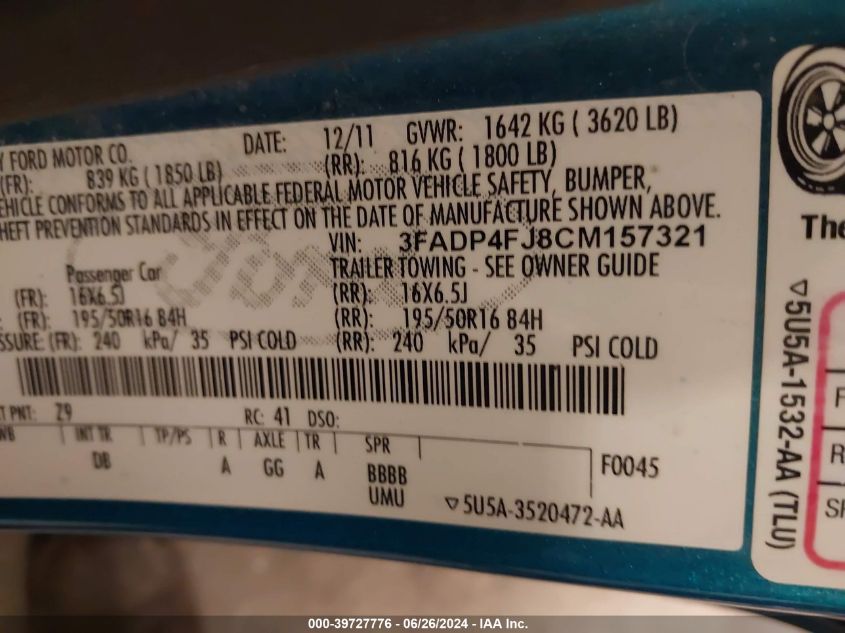 FORD MOTOR CO. DATE: 12/11 GVWR: 1642 KG ( 3620 LB)
(FR): 839 KG ( 1850 LB) (RR): 816 KG ( 1800 LB)
EHICLE CONFORMS TO ALL APPLICABLE FEDERAL MOTOR VEHICLE SAFETY, BUMPER,
HEFT PREVENTION STANDARDS IN EFFECT ON THE DATE OF MANUFACTURE SHOWN ABOVE.
VIN: 3FADP4FJ8CM157321
Passenger Car TRAILER TOWING - SEE OWNER GUIDE
(FR): 16X6.5J (RR): 16X6.5J
(FR): 195/50R16 84H (RR): 195/50R16 84H
SSURE: (FR): 240 kPa/ 35 PSI COLD (RR): 240 kPa/ 35 PSI COLD
T PNT: Z9 RC: 41 DSO:
WB INT TR TP/PS R AXLE TR SPR
DB A GG A BBBB F0045
UMU ▽5U5A-3520472-AA
The
▽5U5A-1532-AA (TLU)
F
R
SP
000-39727776 / 06/26/2024 - IAA Inc.